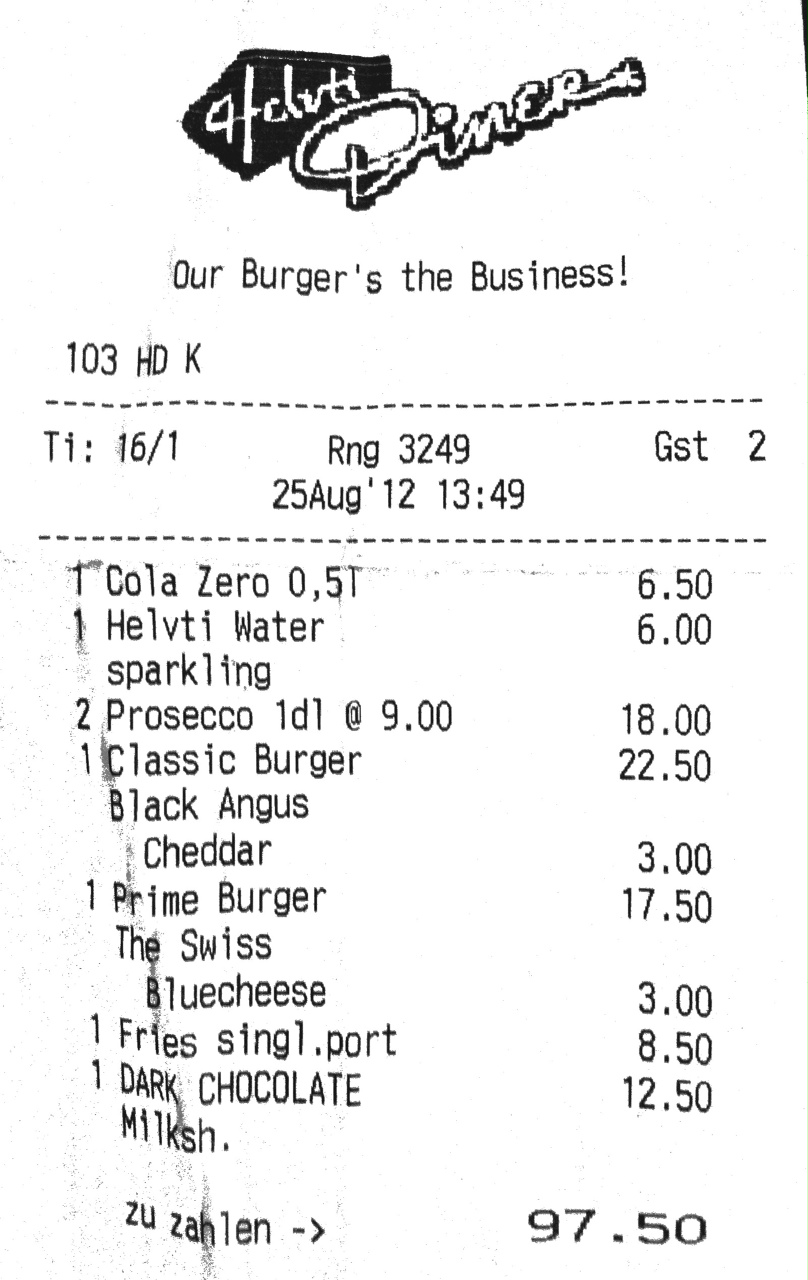 Helvti Diner
Our Burger's the Business!
103 HD K
Ti: 16/1 Rng 3249 Gst 2
25Aug'12 13:49
1 Cola Zero 0,5l 6.50
1 Helvti Water 6.00
sparkling
2 Prosecco 1dl @ 9.00 18.00
1 Classic Burger 22.50
Black Angus
Cheddar 3.00
1 Prime Burger 17.50
The Swiss
Bluecheese 3.00
1 Fries singl.port 8.50
1 DARK CHOCOLATE 12.50
Milksh.
zu zahlen -> 97.50